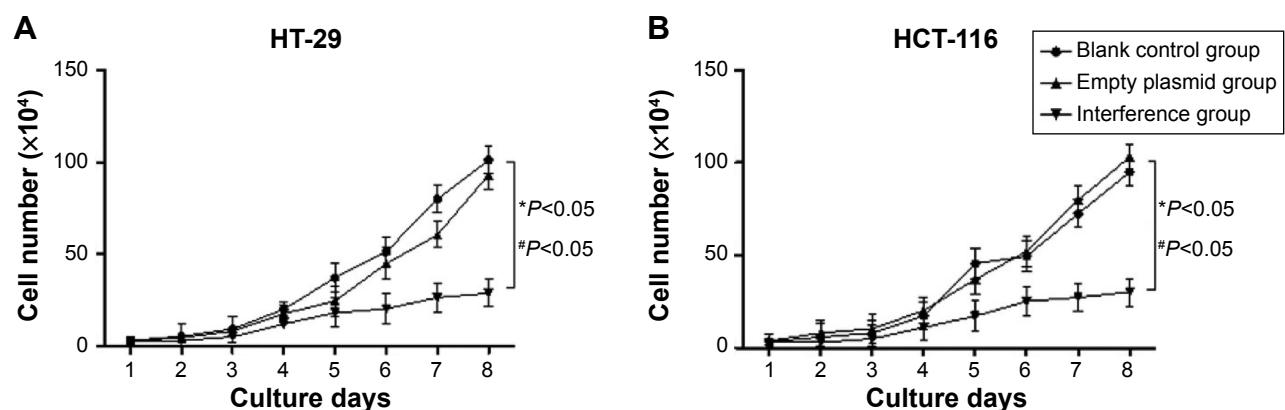 A
HT-29
Cell number (×10⁴)
150
100
50
0
1 2 3 4 5 6 7 8
Culture days
*P<0.05
#P<0.05
B
HCT-116
Cell number (×10⁴)
150
100
50
0
1 2 3 4 5 6 7 8
Culture days
*P<0.05
#P<0.05
Blank control group
Empty plasmid group
Interference group